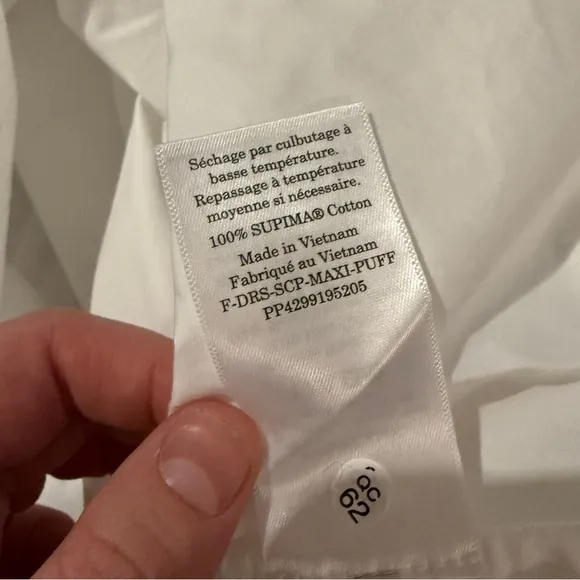 Séchage par culbutage à
basse température.
Repassage à température
moyenne si nécessaire.
100% SUPIMA® Cotton
Made in Vietnam
Fabriqué au Vietnam
F-DRS-SCP-MAXI-PUFF
PP4299195205